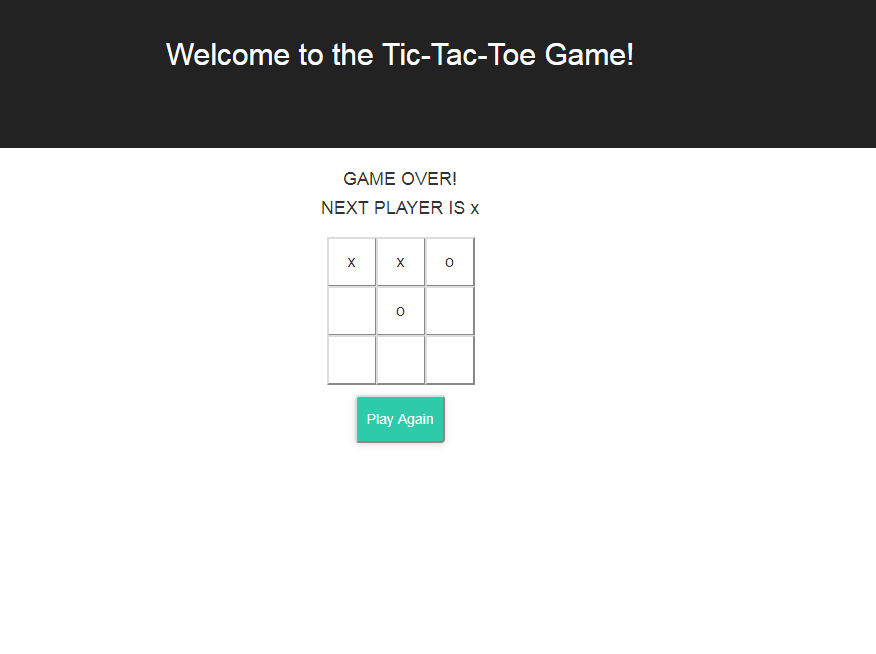 Welcome to the Tic-Tac-Toe Game!
GAME OVER!
NEXT PLAYER IS x
x x o
o
Play Again